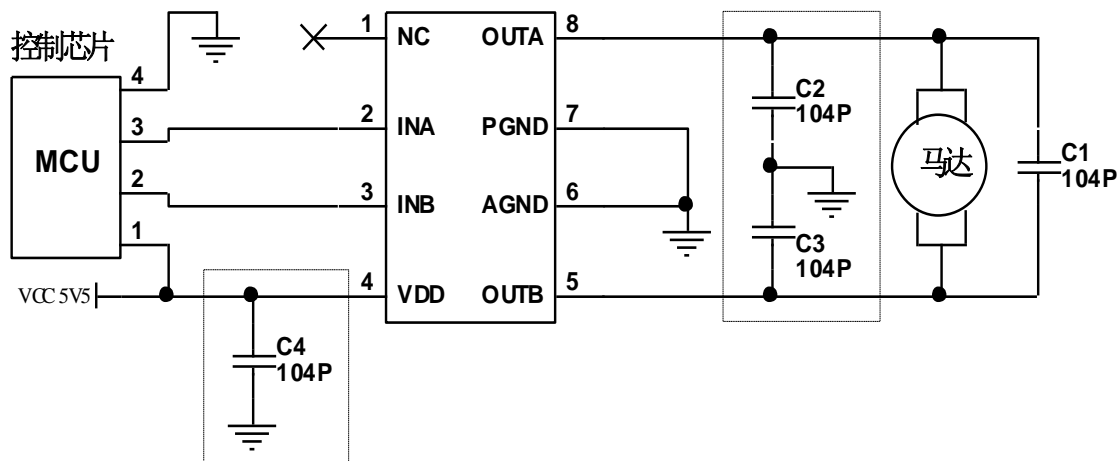 控制芯片
MCU
4
3
2
1
VCC 5V5
1
2
3
4
NC
INA
INB
VDD
OUTA
PGND
AGND
OUTB
8
7
6
5
C4
104P
C2
104P
C3
104P
马达
C1
104P